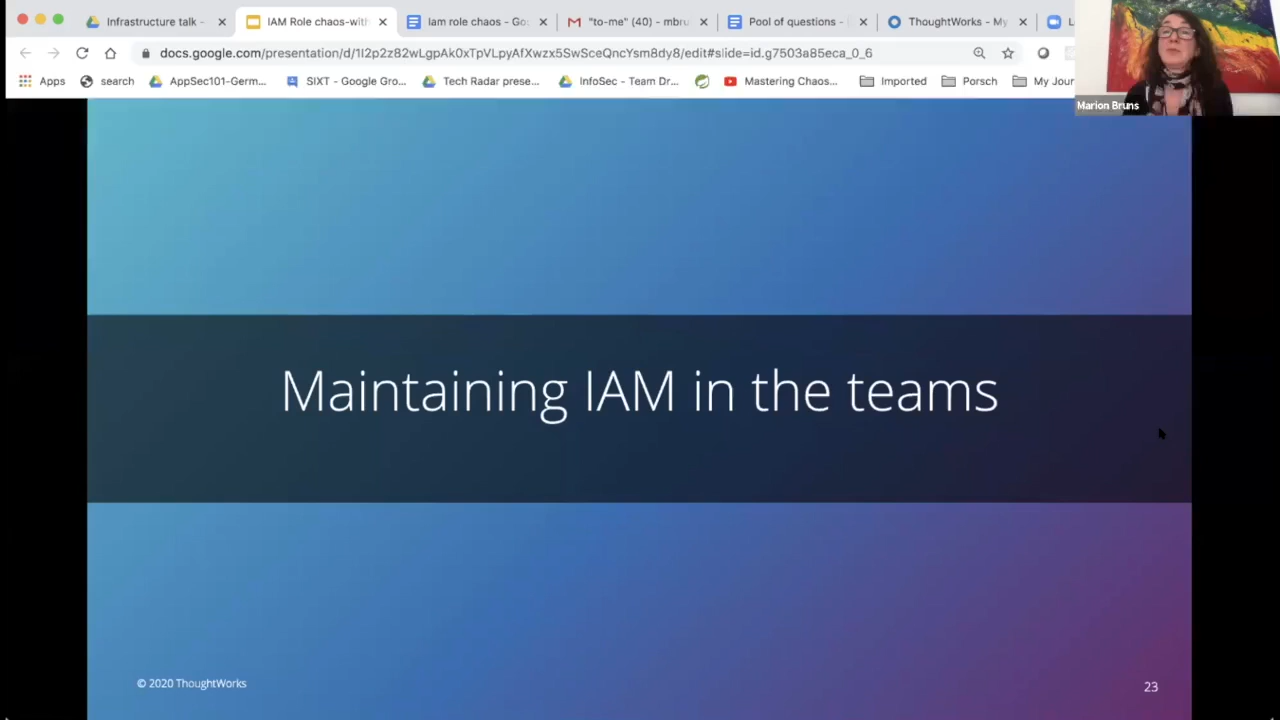 Infrastructure talk -
IAM Role chaos-with
Iam role chaos - Go
"to-me" (40) - mbru
Pool of questions -
ThoughtWorks - My
docs.google.com/presentation/d/1I2p2z82wLgpAk0xTpVLpyAfXwzx5SwSceQncYsm8dy8/edit#slide=id.g7503a85eca_0_6
Apps
search
AppSec101-Germ...
SIXT - Google Gro...
Tech Radar prese...
InfoSec - Team Dr...
Mastering Chaos...
Imported
Porsch
My Jour
Marion Bruns
Maintaining IAM in the teams
© 2020 ThoughtWorks
23